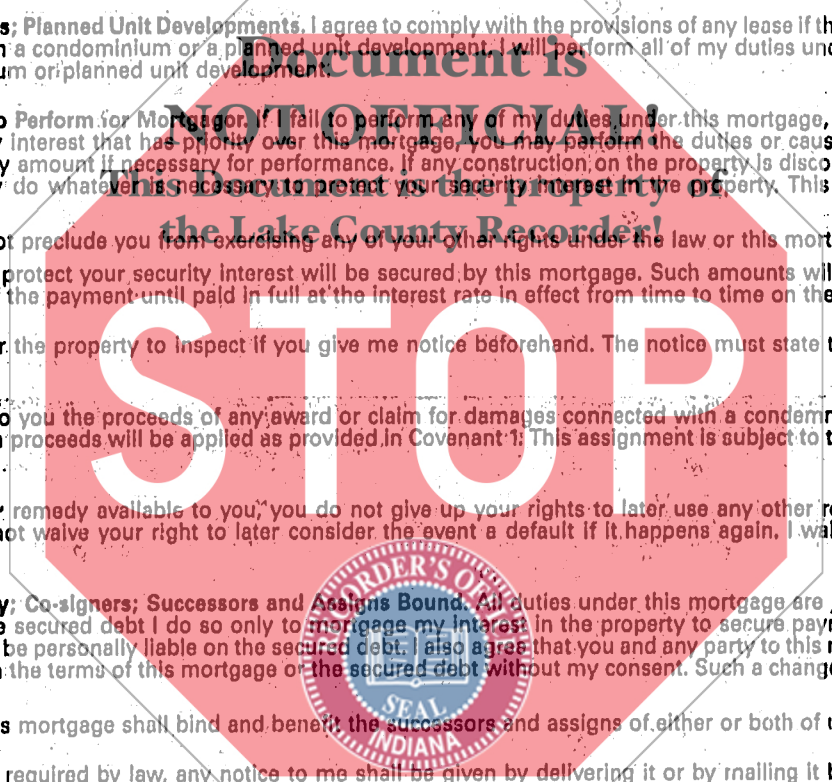 s; Planned Unit Developments. I agree to comply with the provisions of any lease if th
a condominium or a planned unit development, I will perform all of my duties und
um or planned unit development.
Document is
NOT OFFICIAL!
This Document is the property of
the Lake County Recorder!
o Perform for Mortgagor. If I fail to perform any of my duties under this mortgage,
interest that has priority over this mortgage, you may perform the duties or caus
y amount if necessary for performance. If any construction on the property is disco
do whatever is necessary to protect your security interest in the property. This
ot preclude you from exercising any of your other rights under the law or this mort
protect your security interest will be secured by this mortgage. Such amounts wil
the payment until paid in full at the interest rate in effect from time to time on the
STOP
r the property to inspect if you give me notice beforehand. The notice must state t
o you the proceeds of any award or claim for damages connected with a condemn
proceeds will be applied as provided in Covenant 1. This assignment is subject to t
remedy available to you, you do not give up your rights to later use any other re
not waive your right to later consider the event a default if it happens again. I wai
y; Co-signers; Successors and Assigns Bound. All duties under this mortgage are
e secured debt I do so only to mortgage my interest in the property to secure payn
be personally liable on the secured debt. I also agree that you and any party to this
the terms of this mortgage or the secured debt without my consent. Such a change
s mortgage shall bind and benefit the successors and assigns of either or both of u
required by law, any notice to me shall be given by delivering it or by mailing it
RECORDER'S OFFICE
SEAL
INDIANA